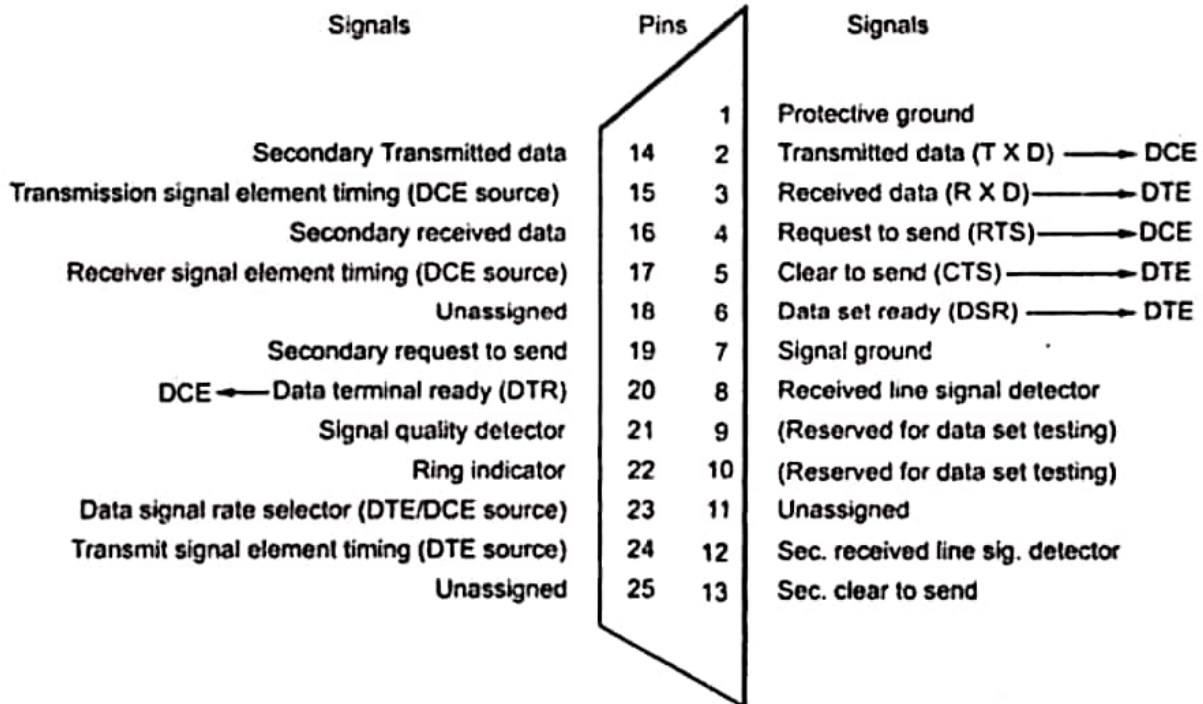 Signals Pins Signals
1 Protective ground
Secondary Transmitted data 14 2 Transmitted data (T X D) DCE
Transmission signal element timing (DCE source) 15 3 Received data (R X D) DTE
Secondary received data 16 4 Request to send (RTS) DCE
Receiver signal element timing (DCE source) 17 5 Clear to send (CTS) DTE
Unassigned 18 6 Data set ready (DSR) DTE
Secondary request to send 19 7 Signal ground
DCE Data terminal ready (DTR) 20 8 Received line signal detector
Signal quality detector 21 9 (Reserved for data set testing)
Ring indicator 22 10 (Reserved for data set testing)
Data signal rate selector (DTE/DCE source) 23 11 Unassigned
Transmit signal element timing (DTE source) 24 12 Sec. received line sig. detector
Unassigned 25 13 Sec. clear to send